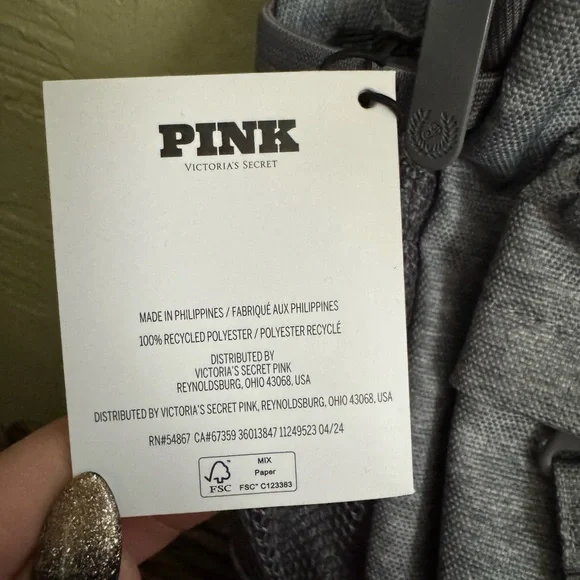 PINK
VICTORIA'S SECRET
MADE IN PHILIPPINES / FABRIQUÉ AUX PHILIPPINES
100% RECYCLED POLYESTER / POLYESTER RECYCLÉ
DISTRIBUTED BY
VICTORIA'S SECRET PINK
REYNOLDSBURG, OHIO 43068, USA
DISTRIBUTED BY VICTORIA'S SECRET PINK, REYNOLDSBURG, OHIO 43068, USA
RN#54867 CA#67359 36013847 11249523 04/24
MIX
Paper
FSC FSC™ C123363